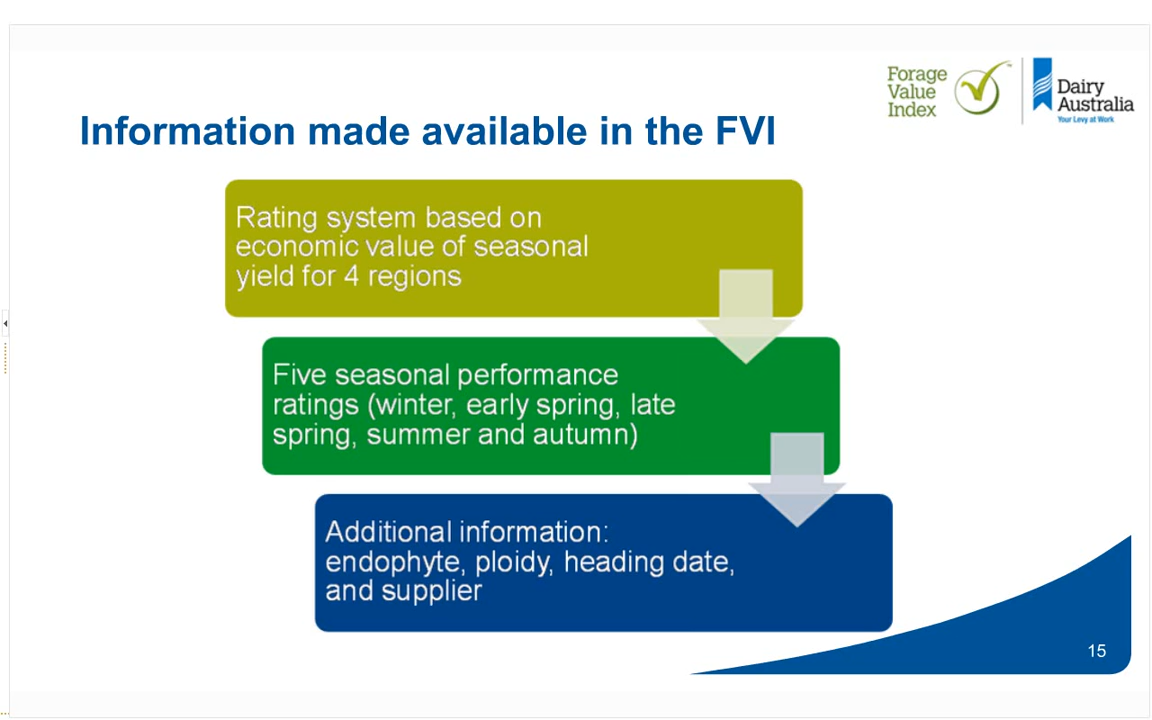 Forage
Value
Index
™
Dairy
Australia
Your Levy at Work
Information made available in the FVI
Rating system based on
economic value of seasonal
yield for 4 regions
Five seasonal performance
ratings (winter, early spring, late
spring, summer and autumn)
Additional information:
endophyte, ploidy, heading date,
and supplier
15